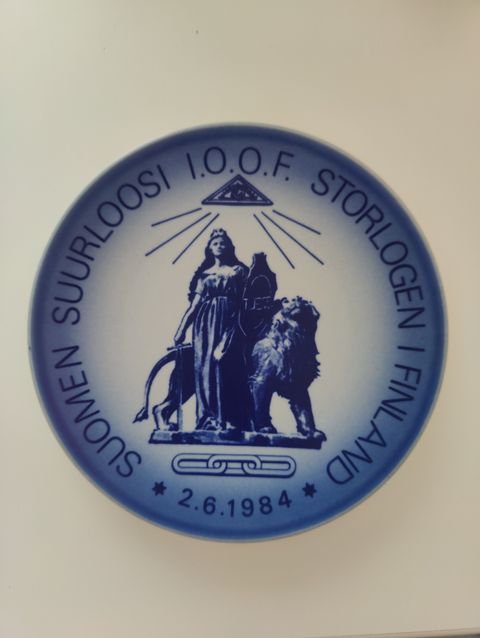 SUOMEN SUURLOOSI I.O.O.F. STORLOGEN I FINLAND
* 2.6.1984 *